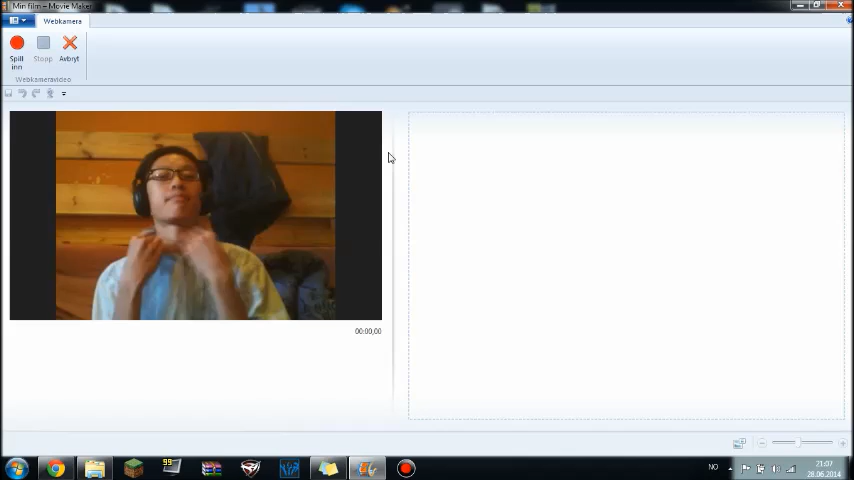 Min film – Movie Maker
Webkamera
Spill inn
Stopp
Avbryt
Webkameravideo
00:00,00
99
NO
21:07
28.06.2014